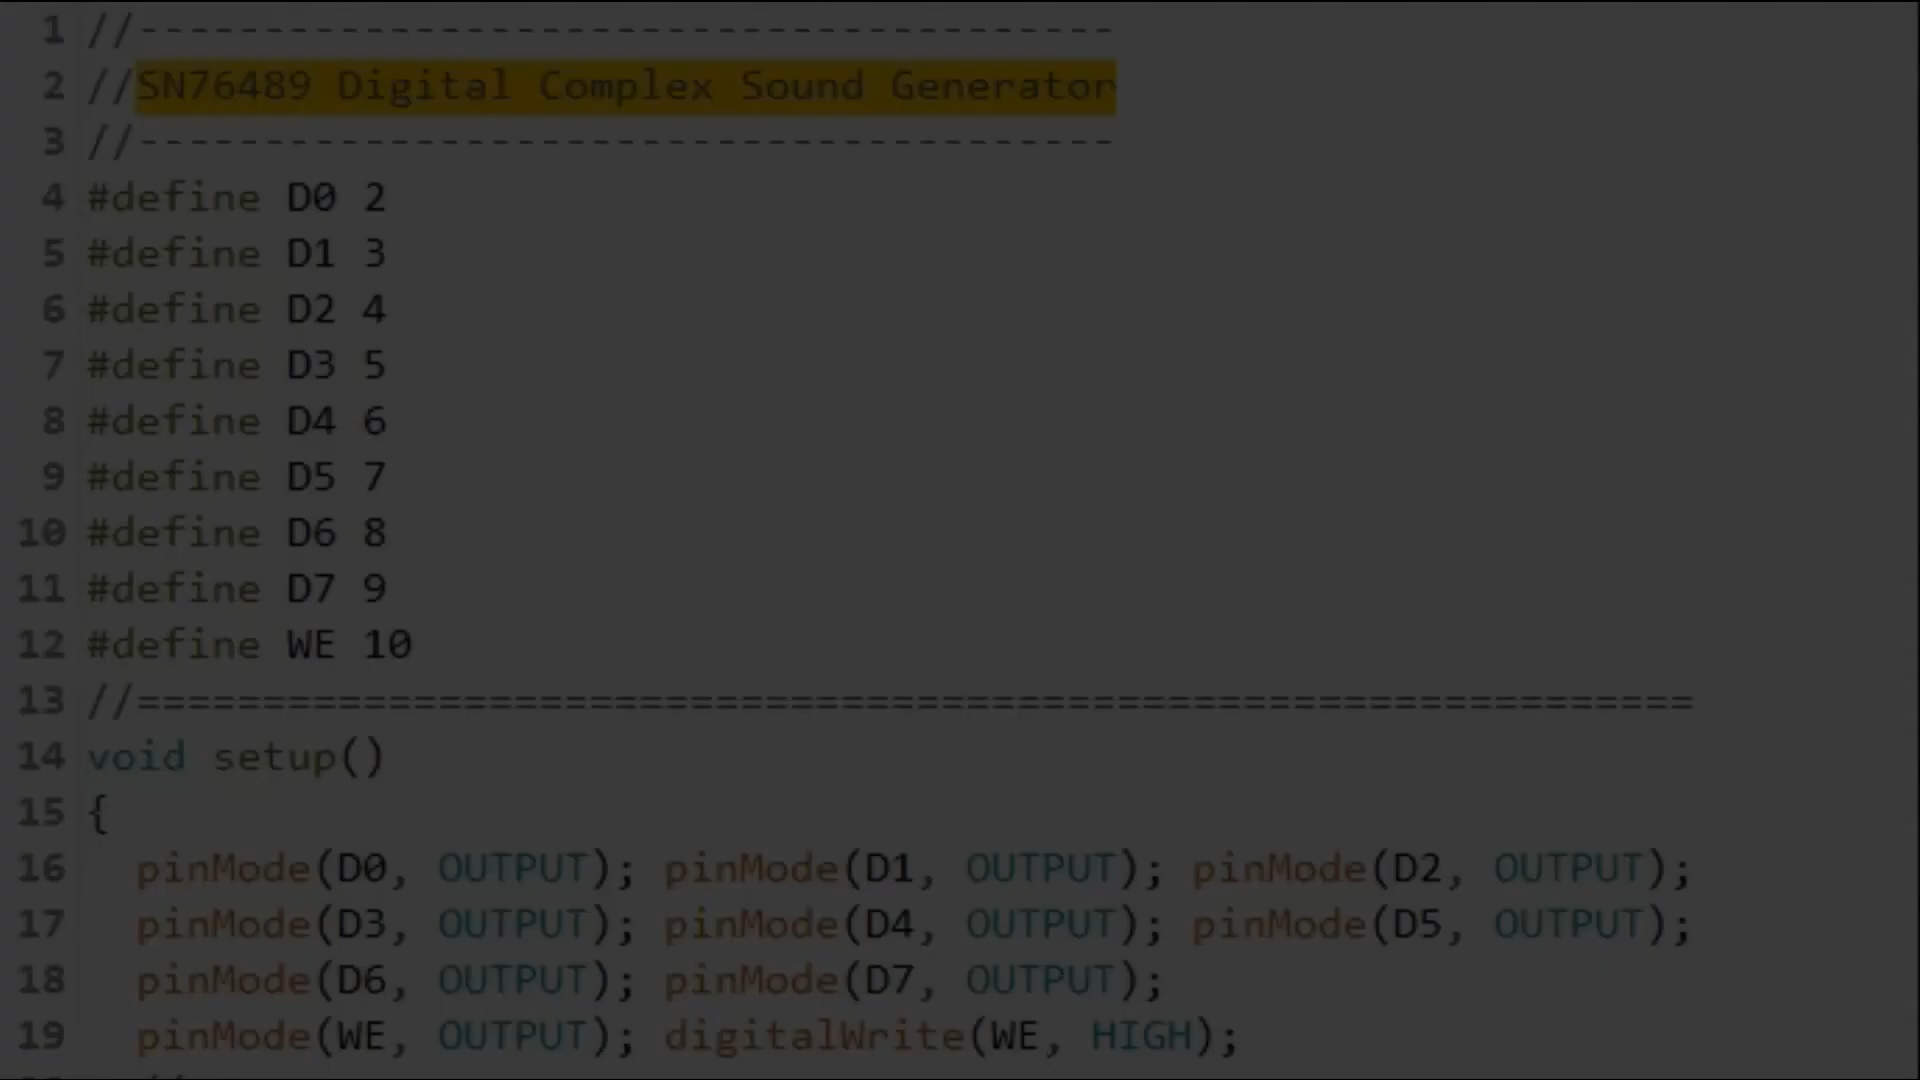 1 //---------------------------------------
2 //SN76489 Digital Complex Sound Generator
3 //---------------------------------------
4 #define D0 2
5 #define D1 3
6 #define D2 4
7 #define D3 5
8 #define D4 6
9 #define D5 7
10 #define D6 8
11 #define D7 9
12 #define WE 10
13 //==============================================================
14 void setup()
15 {
16 pinMode(D0, OUTPUT); pinMode(D1, OUTPUT); pinMode(D2, OUTPUT);
17 pinMode(D3, OUTPUT); pinMode(D4, OUTPUT); pinMode(D5, OUTPUT);
18 pinMode(D6, OUTPUT); pinMode(D7, OUTPUT);
19 pinMode(WE, OUTPUT); digitalWrite(WE, HIGH);